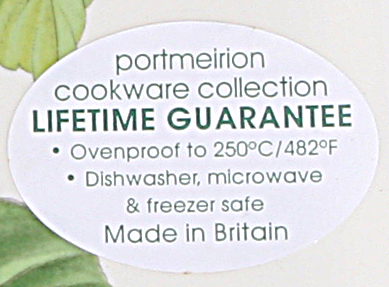 portmeirion
cookware collection
LIFETIME GUARANTEE
• Ovenproof to 250°C/482°F
• Dishwasher, microwave
& freezer safe
Made in Britain